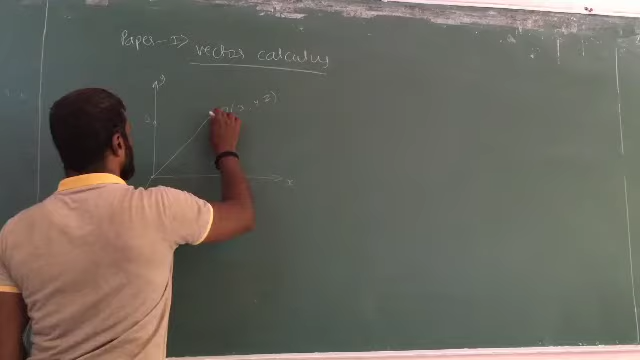 Paper - I
vector calculus
y
(x, y, z)
x